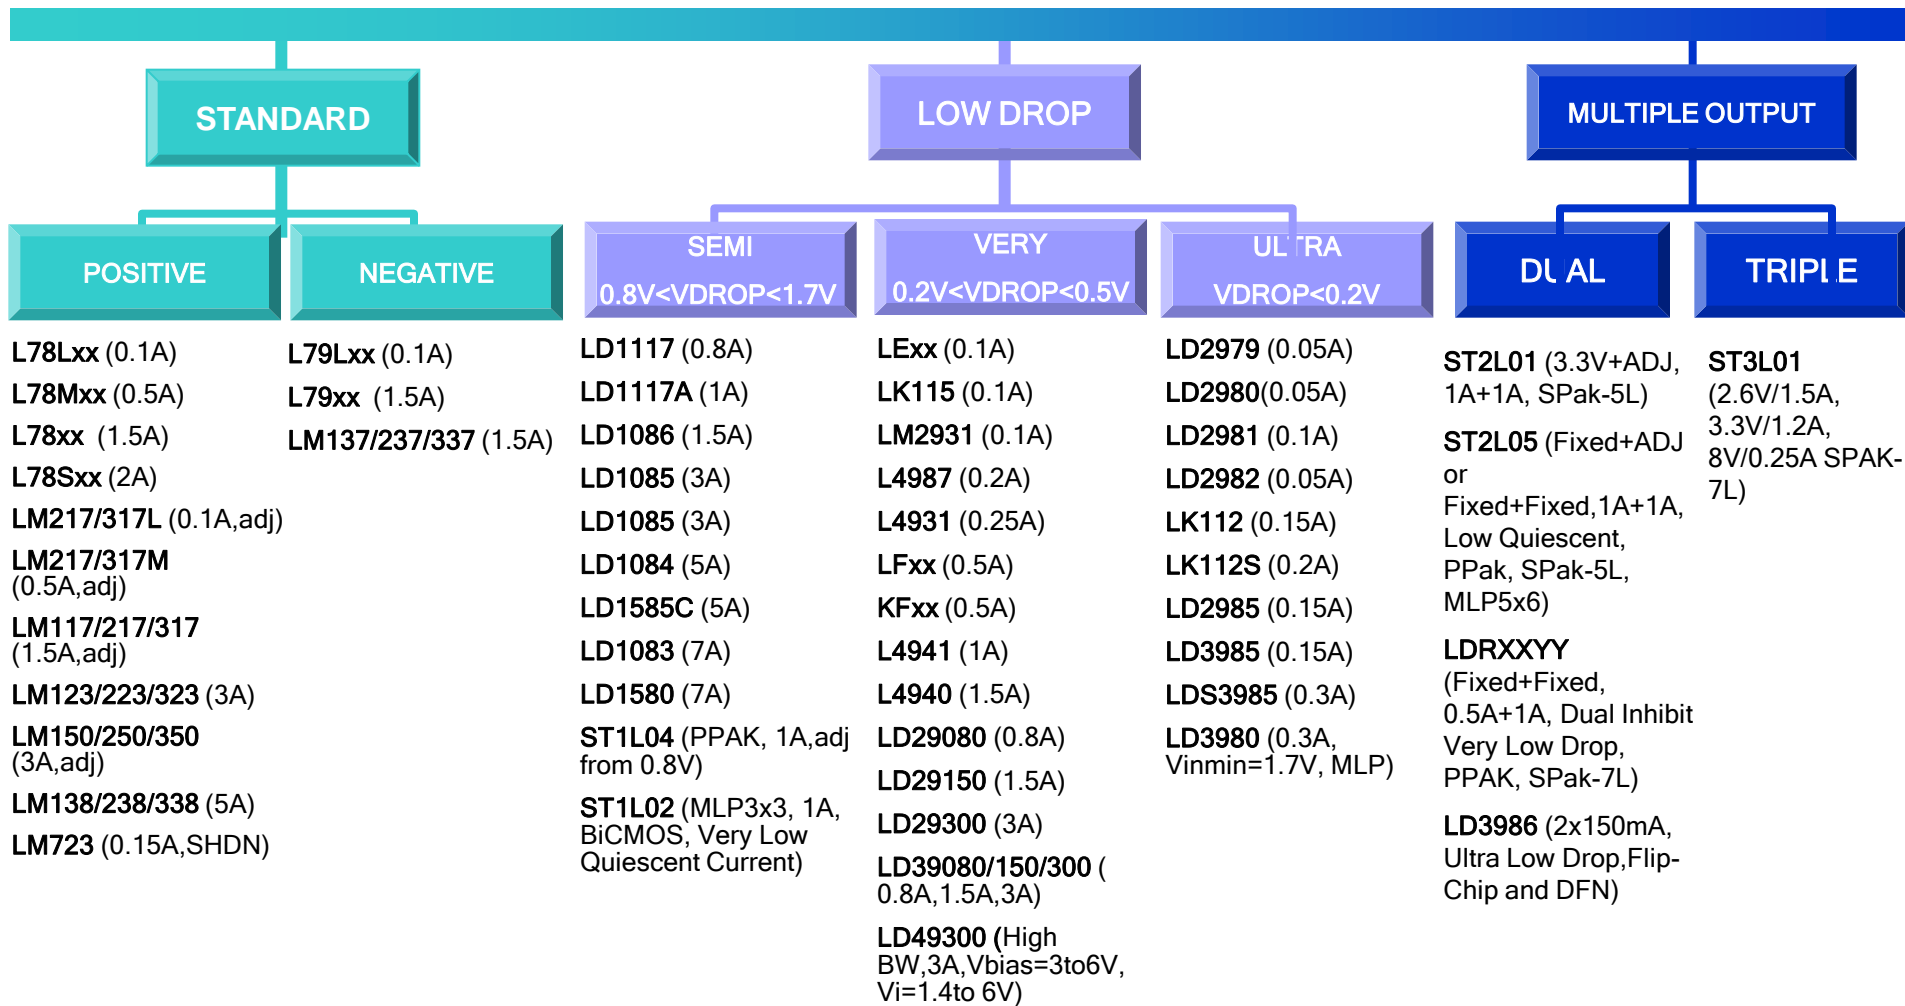 STANDARD
LOW DROP
MULTIPLE OUTPUT
POSITIVE
NEGATIVE
SEMI
0.8V<VDROP<1.7V
VERY
0.2V<VDROP<0.5V
ULTRA
VDROP<0.2V
DUAL
TRIPLE
L78Lxx (0.1A)
L78Mxx (0.5A)
L78xx (1.5A)
L78Sxx (2A)
LM217/317L (0.1A,adj)
LM217/317M
(0.5A,adj)
LM117/217/317
(1.5A,adj)
LM123/223/323 (3A)
LM150/250/350
(3A,adj)
LM138/238/338 (5A)
LM723 (0.15A,SHDN)
L79Lxx (0.1A)
L79xx (1.5A)
LM137/237/337 (1.5A)
LD1117 (0.8A)
LD1117A (1A)
LD1086 (1.5A)
LD1085 (3A)
LD1085 (3A)
LD1084 (5A)
LD1585C (5A)
LD1083 (7A)
LD1580 (7A)
ST1L04 (PPAK, 1A,adj
from 0.8V)
ST1L02 (MLP3x3, 1A,
BiCMOS, Very Low
Quiescent Current)
LExx (0.1A)
LK115 (0.1A)
LM2931 (0.1A)
L4987 (0.2A)
L4931 (0.25A)
LFxx (0.5A)
KFxx (0.5A)
L4941 (1A)
L4940 (1.5A)
LD29080 (0.8A)
LD29150 (1.5A)
LD29300 (3A)
LD39080/150/300 (
0.8A,1.5A,3A)
LD49300 (High
BW,3A,Vbias=3to6V,
Vi=1.4to 6V)
LD2979 (0.05A)
LD2980(0.05A)
LD2981 (0.1A)
LD2982 (0.05A)
LK112 (0.15A)
LK112S (0.2A)
LD2985 (0.15A)
LD3985 (0.15A)
LDS3985 (0.3A)
LD3980 (0.3A,
Vinmin=1.7V, MLP)
ST2L01 (3.3V+ADJ,
1A+1A, SPak-5L)
ST2L05 (Fixed+ADJ
or
Fixed+Fixed,1A+1A,
Low Quiescent,
PPak, SPak-5L,
MLP5x6)
LDRXXYY
(Fixed+Fixed,
0.5A+1A, Dual Inhibit
Very Low Drop,
PPAK, SPak-7L)
LD3986 (2x150mA,
Ultra Low Drop,Flip-
Chip and DFN)
ST3L01
(2.6V/1.5A,
3.3V/1.2A,
8V/0.25A SPAK-
7L)